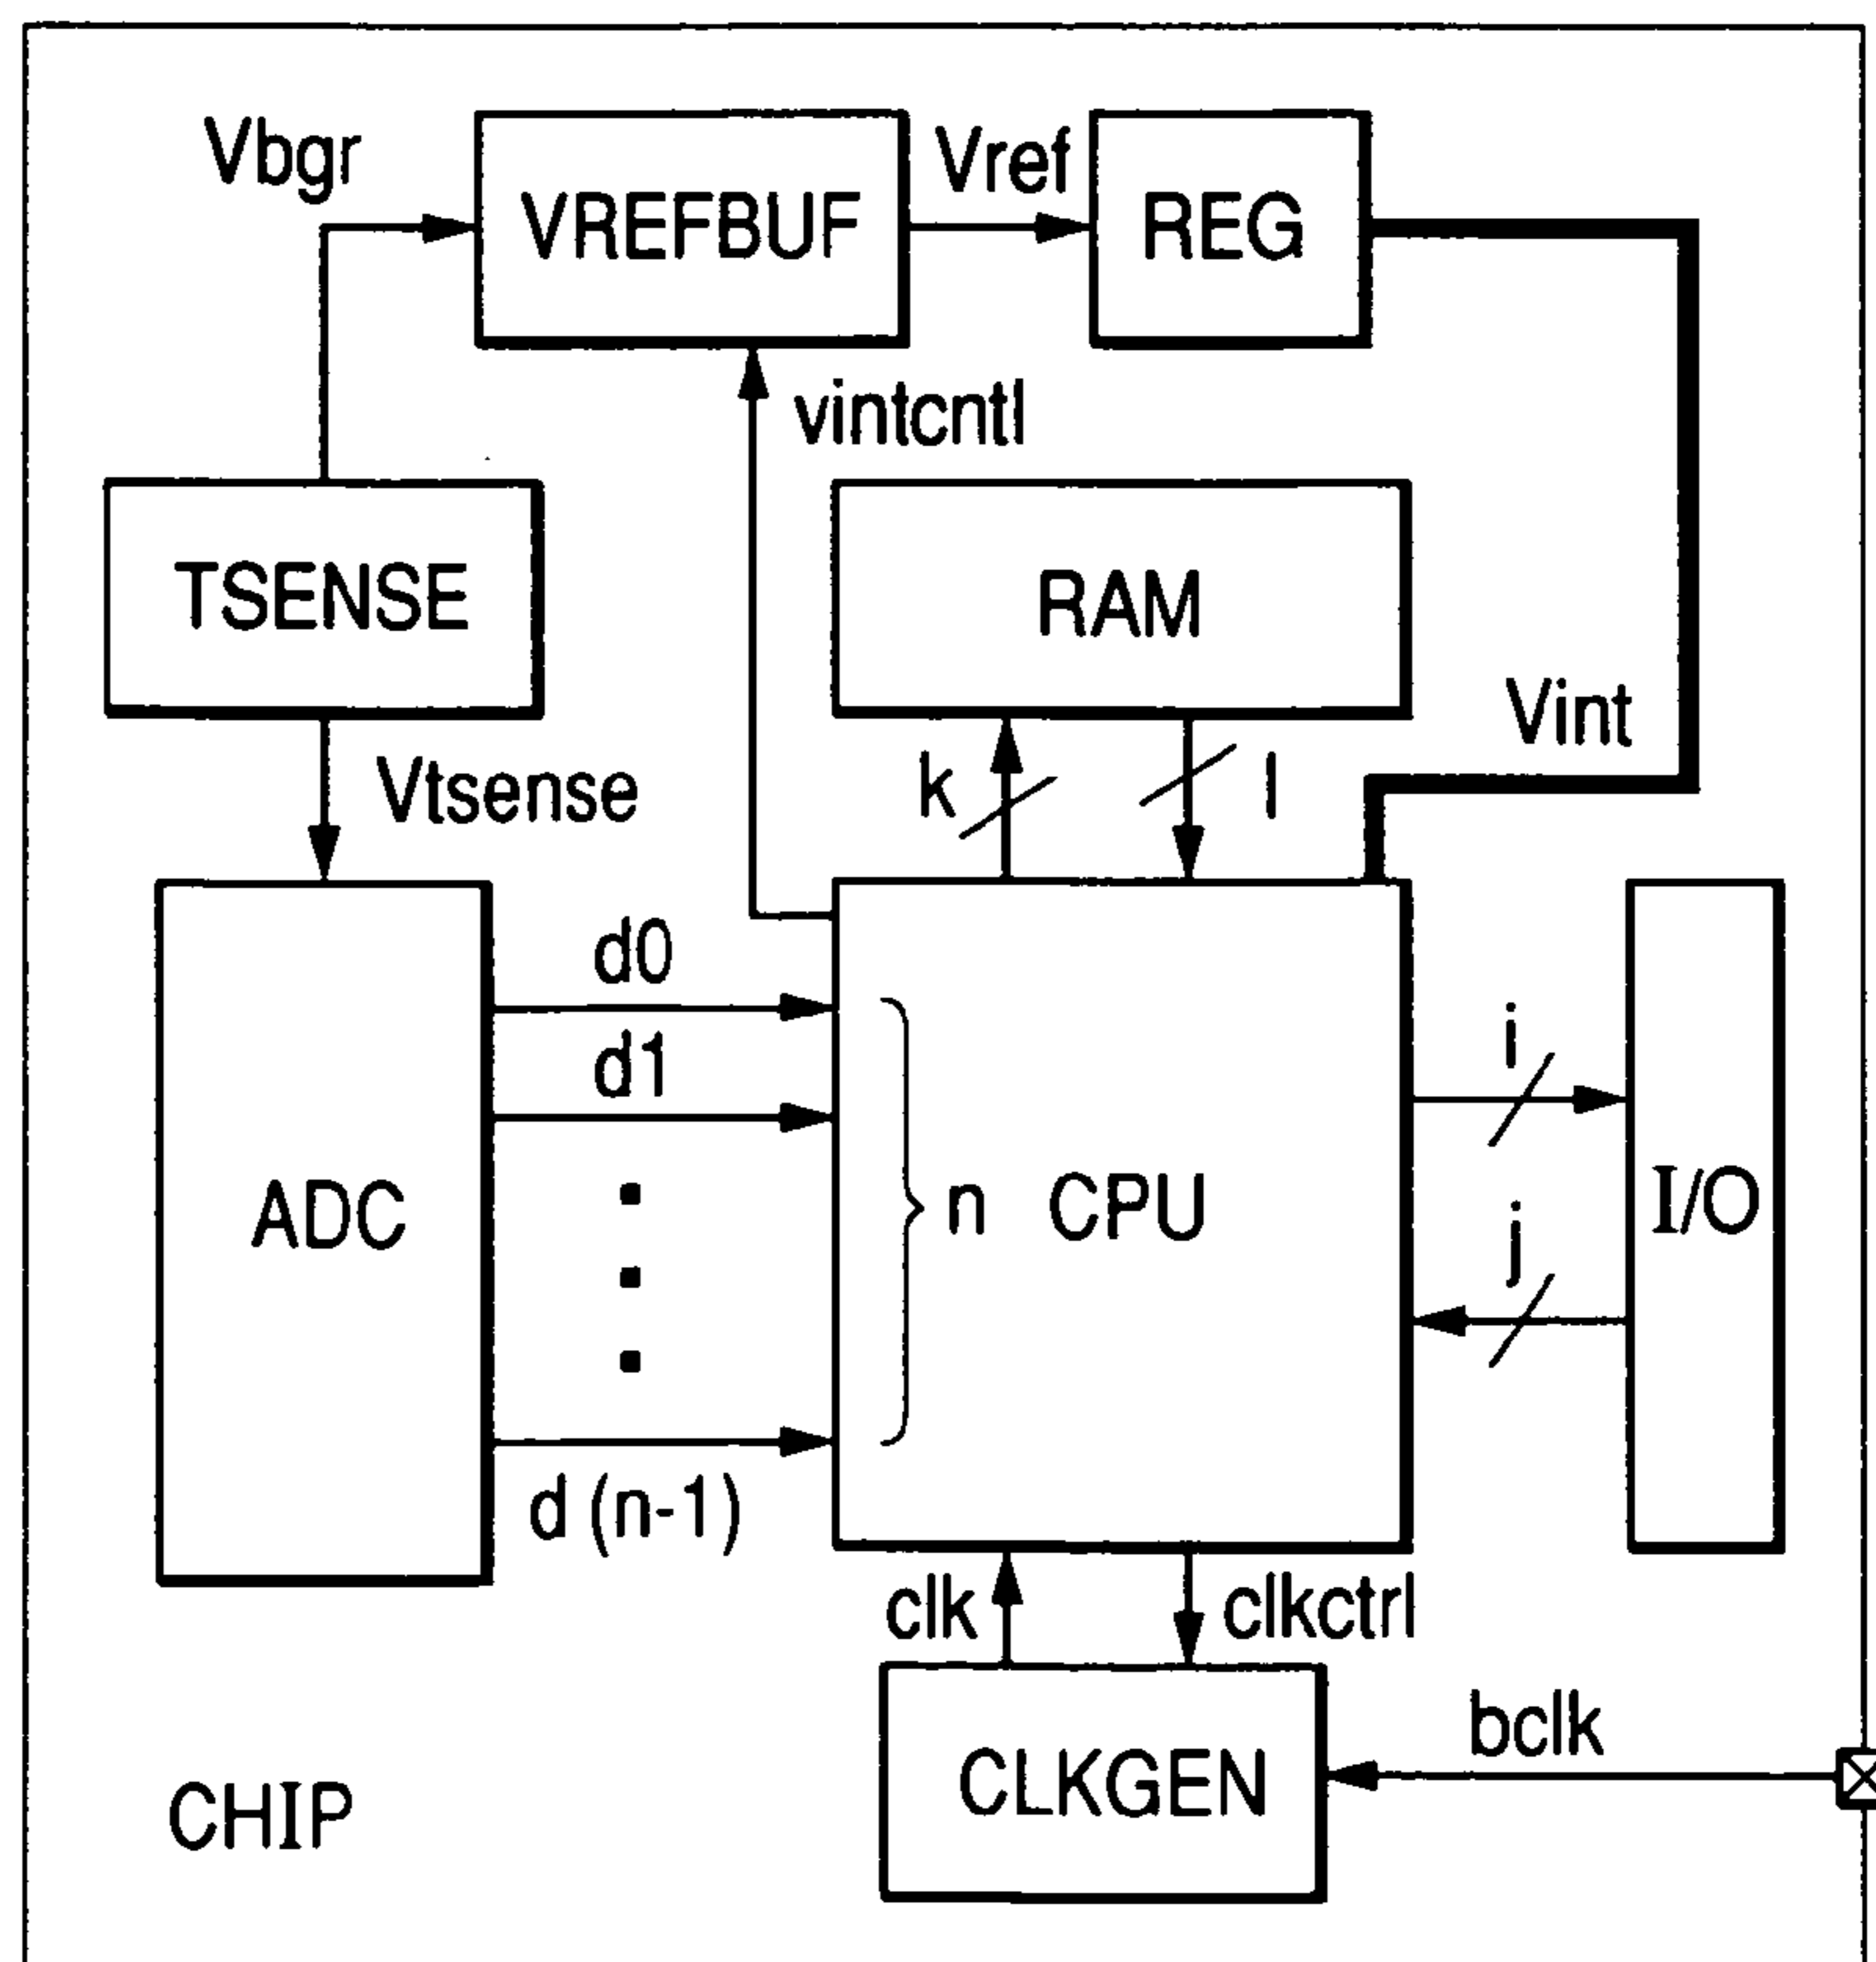 Vbgr
VREFBUF
Vref
REG
vintcntl
TSENSE
RAM
Vint
Vtsense
k
l
d0
d1
ADC
n
CPU
i
I/O
j
d (n-1)
clk
clkctrl
CLKGEN
bclk
CHIP